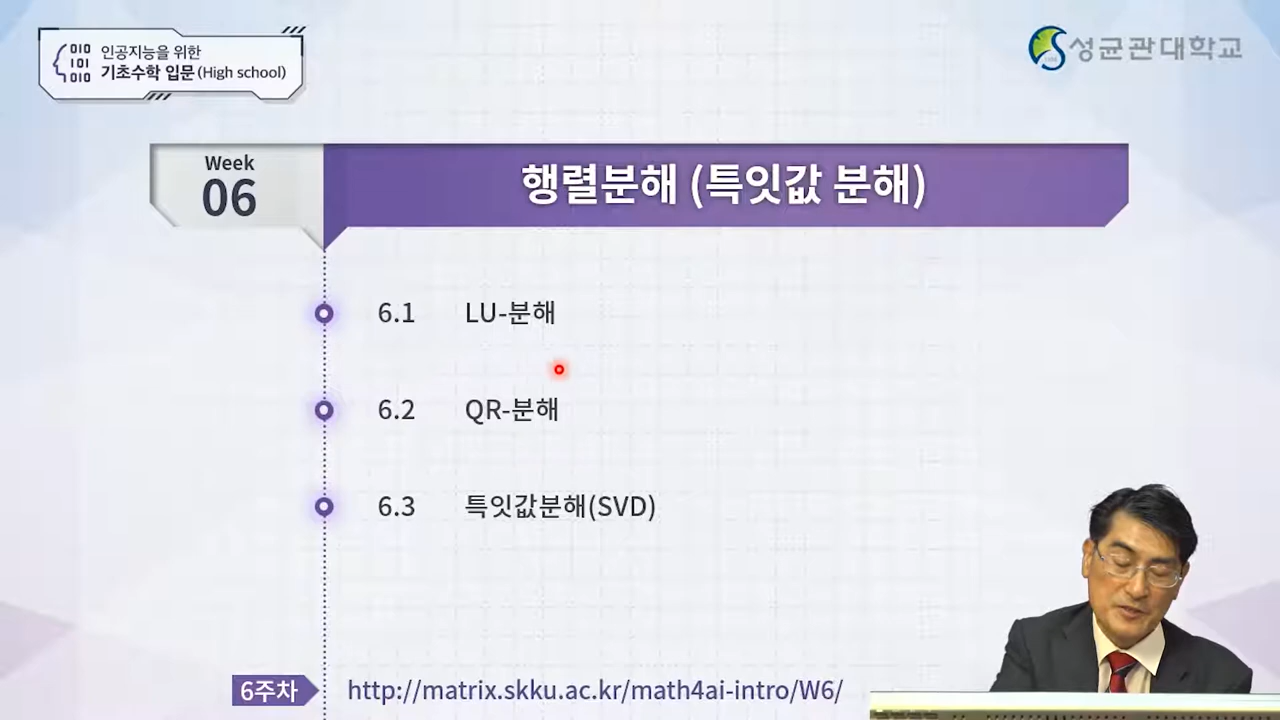 인공지능을 위한
기초수학 입문 (High school)
성균관대학교
Week
06
행렬분해 (특잇값 분해)
6.1 LU-분해
6.2 QR-분해
6.3 특잇값분해(SVD)
6주차
http://matrix.skku.ac.kr/math4ai-intro/W6/